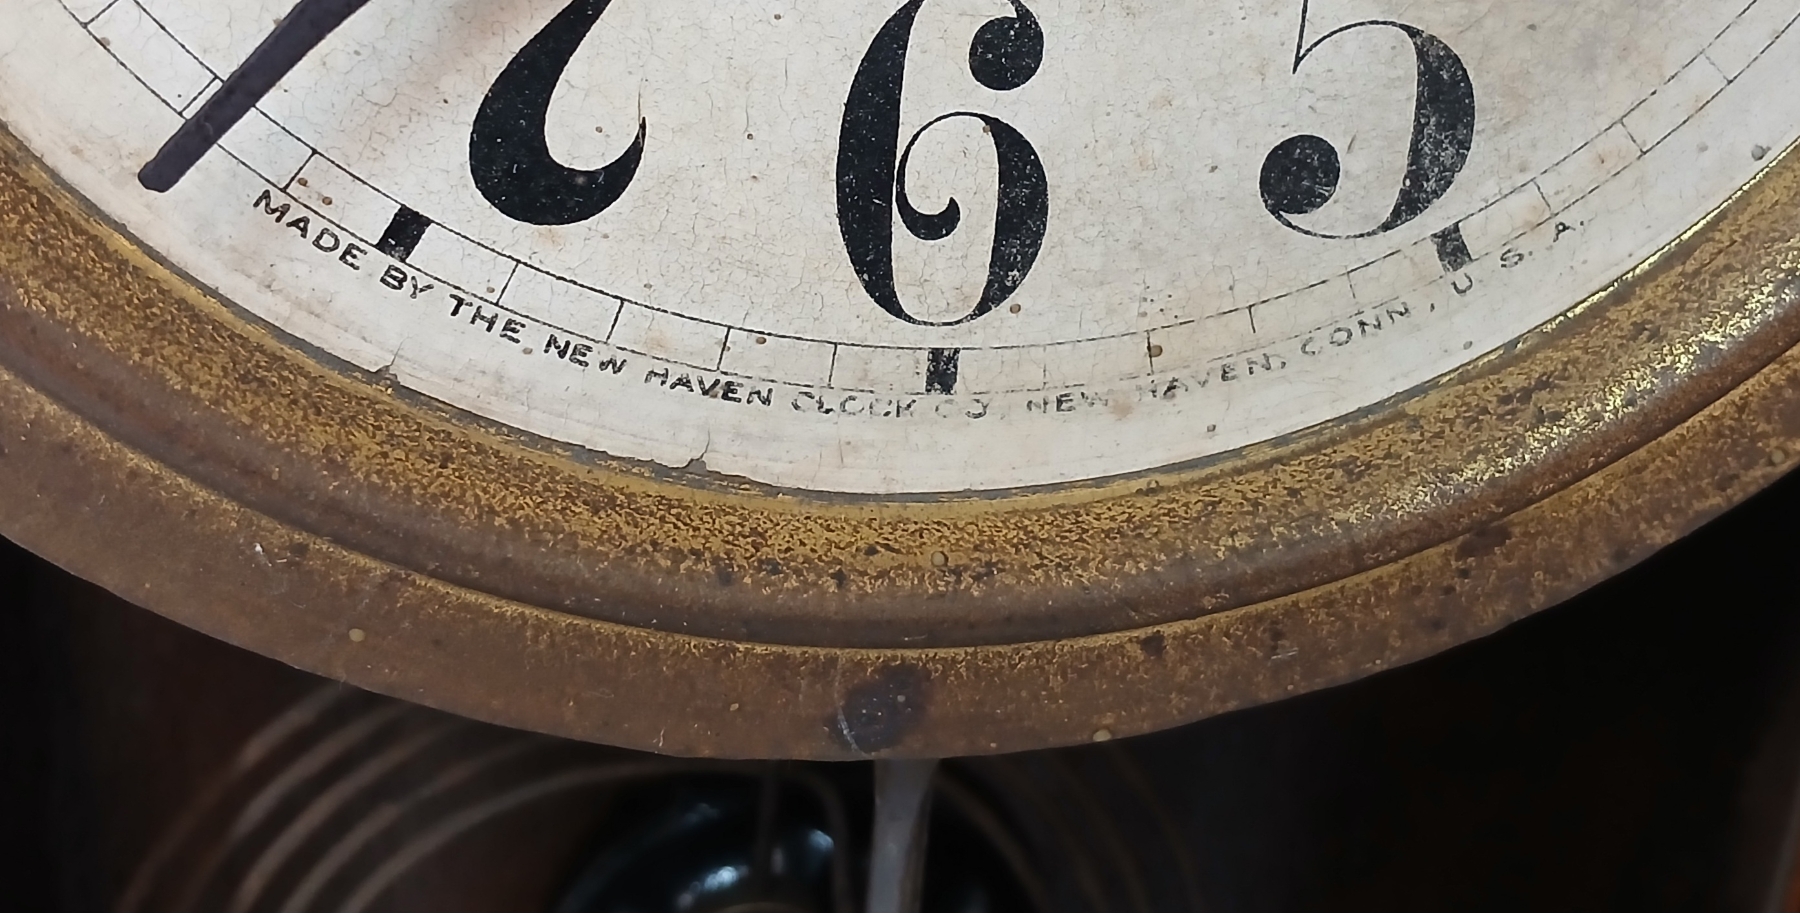 7 6 5
MADE BY THE NEW HAVEN CLOCK CO. NEW HAVEN, CONN, U.S.A.